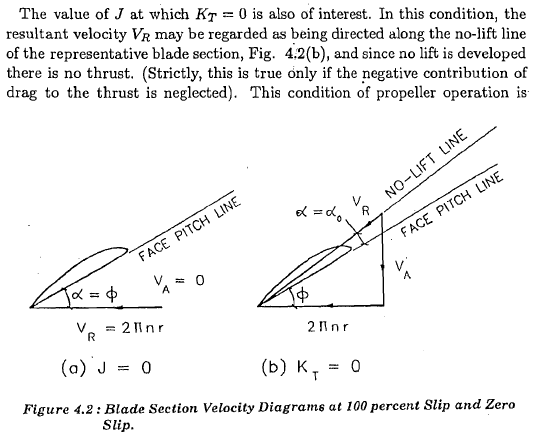 The value of J at which K_T = 0 is also of interest. In this condition, the
resultant velocity V_R may be regarded as being directed along the no-lift line
of the representative blade section, Fig. 4.2(b), and since no lift is developed
there is no thrust. (Strictly, this is true only if the negative contribution of
drag to the thrust is neglected). This condition of propeller operation is
FACE PITCH LINE
α = ϕ
V_A = 0
V_R = 2Πnr
(a) J = 0
NO-LIFT LINE
FACE PITCH LINE
α = α₀
V_R
V_A
ϕ
2Πnr
(b) K_T = 0
Figure 4.2 : Blade Section Velocity Diagrams at 100 percent Slip and Zero
Slip.